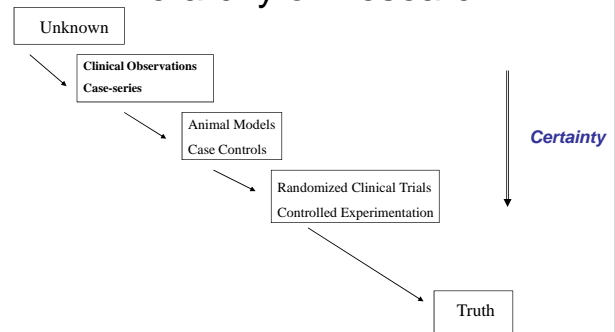 Unknown
Clinical Observations
Case-series
Animal Models
Case Controls
Certainty
Randomized Clinical Trials
Controlled Experimentation
Truth